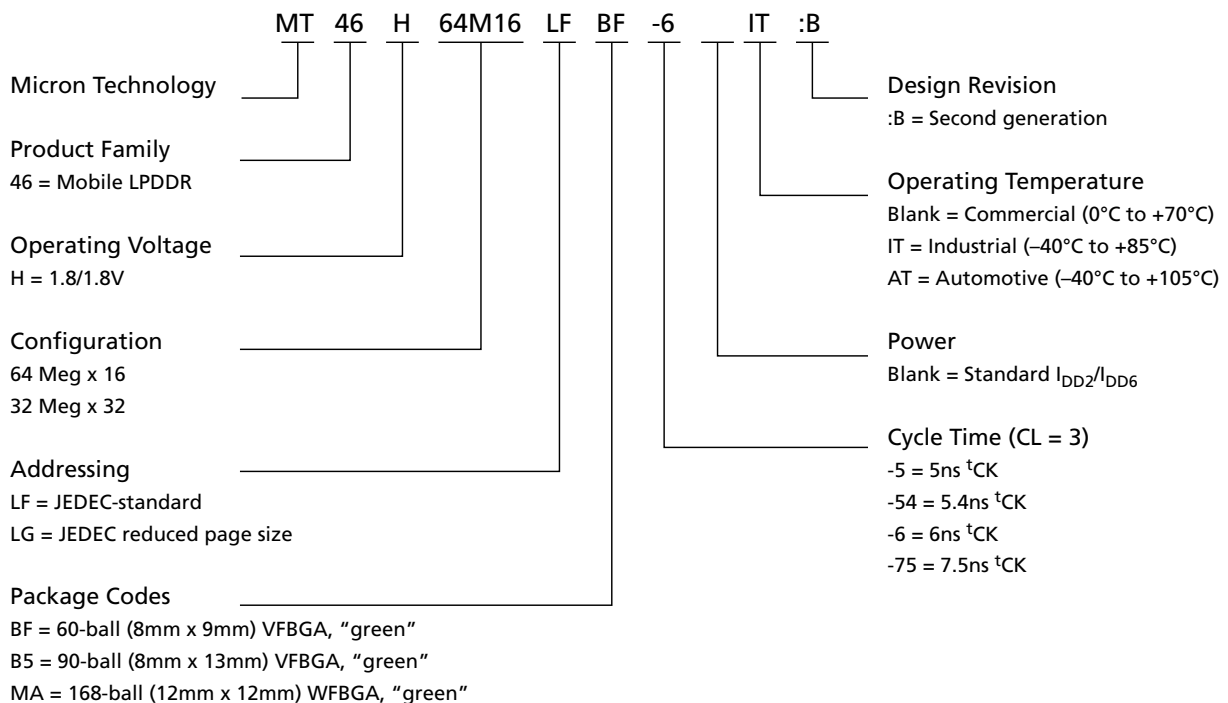 MT 46 H 64M16 LF BF -6 IT :B
Micron Technology
Product Family
46 = Mobile LPDDR
Operating Voltage
H = 1.8/1.8V
Configuration
64 Meg x 16
32 Meg x 32
Addressing
LF = JEDEC-standard
LG = JEDEC reduced page size
Package Codes
BF = 60-ball (8mm x 9mm) VFBGA, “green”
B5 = 90-ball (8mm x 13mm) VFBGA, “green”
MA = 168-ball (12mm x 12mm) WFBGA, “green”
Design Revision
:B = Second generation
Operating Temperature
Blank = Commercial (0°C to +70°C)
IT = Industrial (–40°C to +85°C)
AT = Automotive (–40°C to +105°C)
Power
Blank = Standard IDD2/IDD6
Cycle Time (CL = 3)
-5 = 5ns tCK
-54 = 5.4ns tCK
-6 = 6ns tCK
-75 = 7.5ns tCK